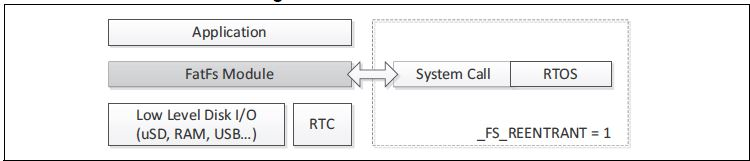 Application
FatFs Module
System Call
RTOS
Low Level Disk I/O
(uSD, RAM, USB…)
RTC
_FS_REENTRANT = 1